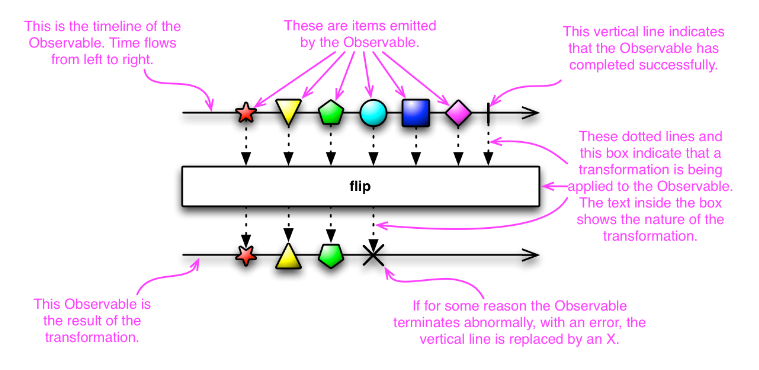 This is the timeline of the
Observable. Time flows
from left to right.
These are items emitted
by the Observable.
This vertical line indicates
that the Observable has
completed successfully.
These dotted lines and
this box indicate that a
transformation is being
applied to the Observable.
The text inside the box
shows the nature of the
transformation.
flip
This Observable is
the result of the
transformation.
If for some reason the Observable
terminates abnormally, with an error, the
vertical line is replaced by an X.